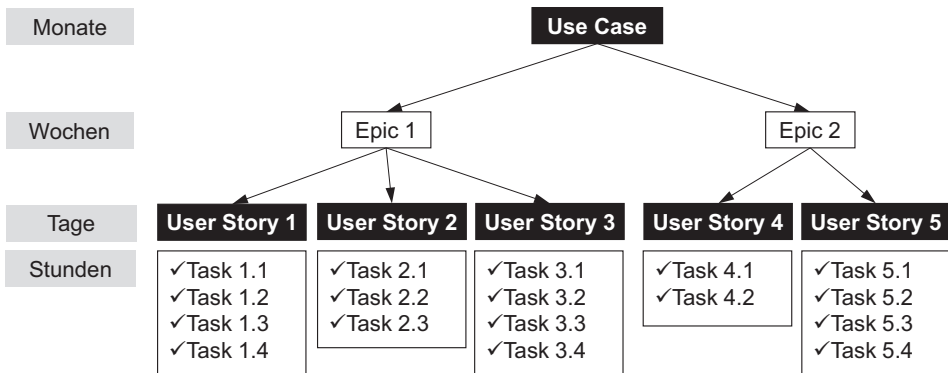 Monate
Use Case
Wochen
Epic 1
Epic 2
Tage
User Story 1
User Story 2
User Story 3
User Story 4
User Story 5
Stunden
✓Task 1.1
✓Task 1.2
✓Task 1.3
✓Task 1.4
✓Task 2.1
✓Task 2.2
✓Task 2.3
✓Task 3.1
✓Task 3.2
✓Task 3.3
✓Task 3.4
✓Task 4.1
✓Task 4.2
✓Task 5.1
✓Task 5.2
✓Task 5.3
✓Task 5.4